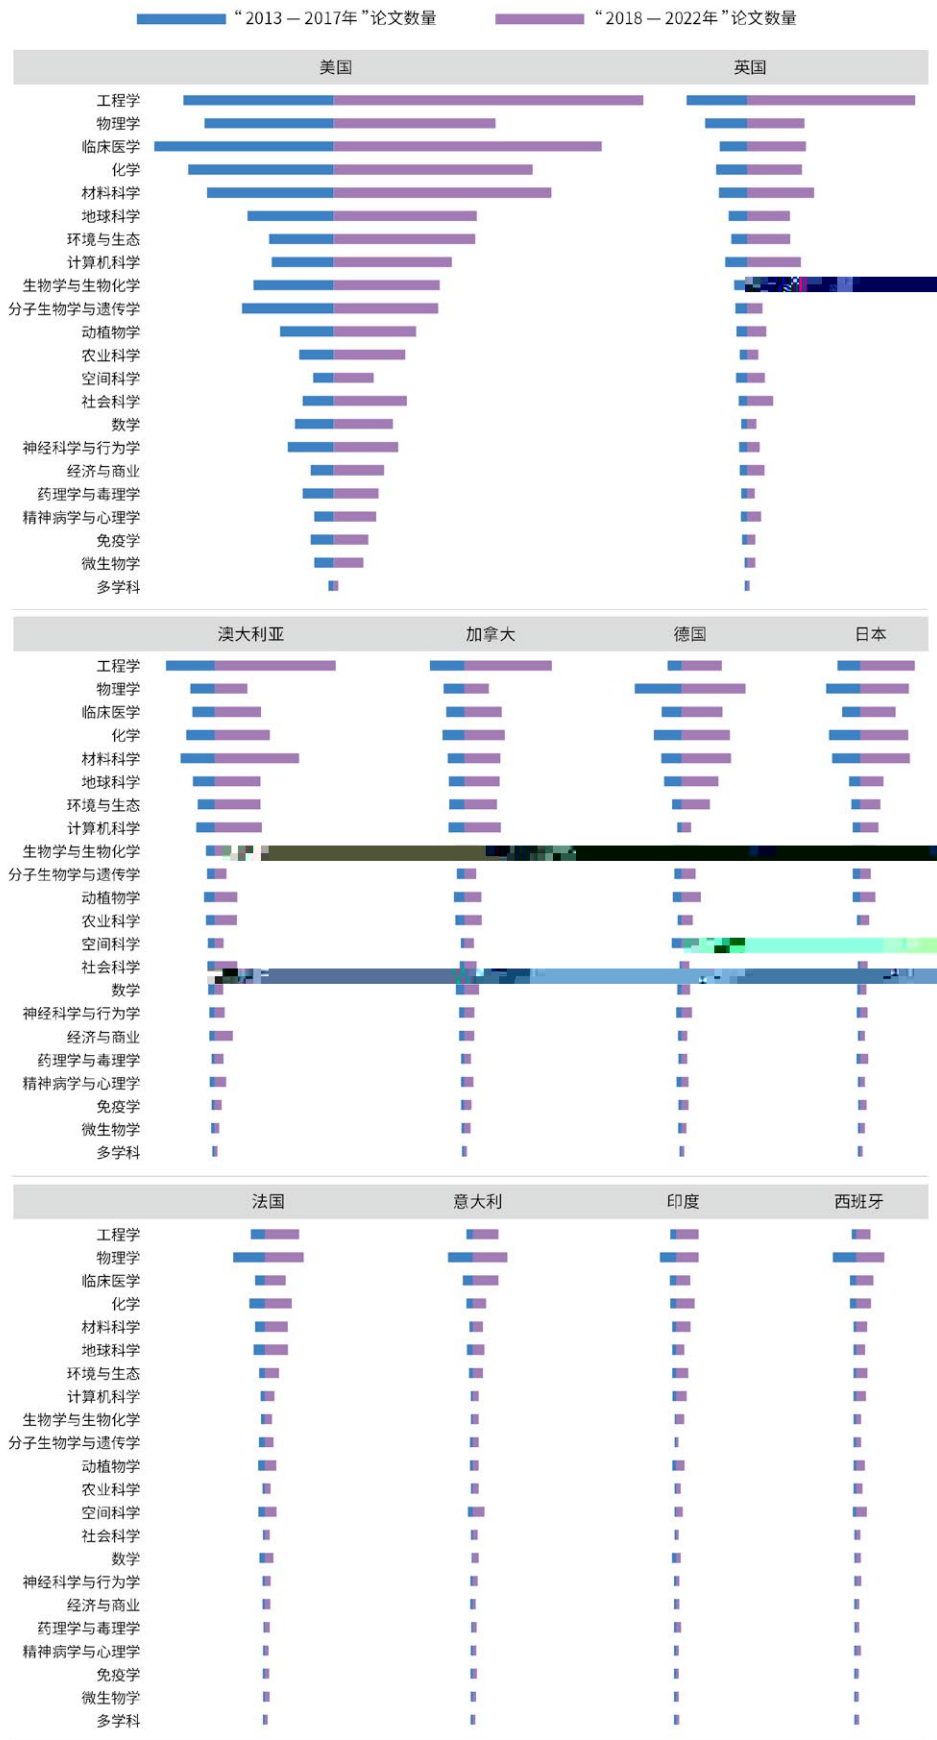 “2013 — 2017年”论文数量 “2018 — 2022年”论文数量
美国 英国
工程学
物理学
临床医学
化学
材料科学
地球科学
环境与生态
计算机科学
生物学与生物化学
分子生物学与遗传学
动植物学
农业科学
空间科学
社会科学
数学
神经科学与行为学
经济与商业
药理学与毒理学
精神病学与心理学
免疫学
微生物学
多学科
澳大利亚 加拿大 德国 日本
工程学
物理学
临床医学
化学
材料科学
地球科学
环境与生态
计算机科学
生物学与生物化学
分子生物学与遗传学
动植物学
农业科学
空间科学
社会科学
数学
神经科学与行为学
经济与商业
药理学与毒理学
精神病学与心理学
免疫学
微生物学
多学科
法国 意大利 印度 西班牙
工程学
物理学
临床医学
化学
材料科学
地球科学
环境与生态
计算机科学
生物学与生物化学
分子生物学与遗传学
动植物学
农业科学
空间科学
社会科学
数学
神经科学与行为学
经济与商业
药理学与毒理学
精神病学与心理学
免疫学
微生物学
多学科